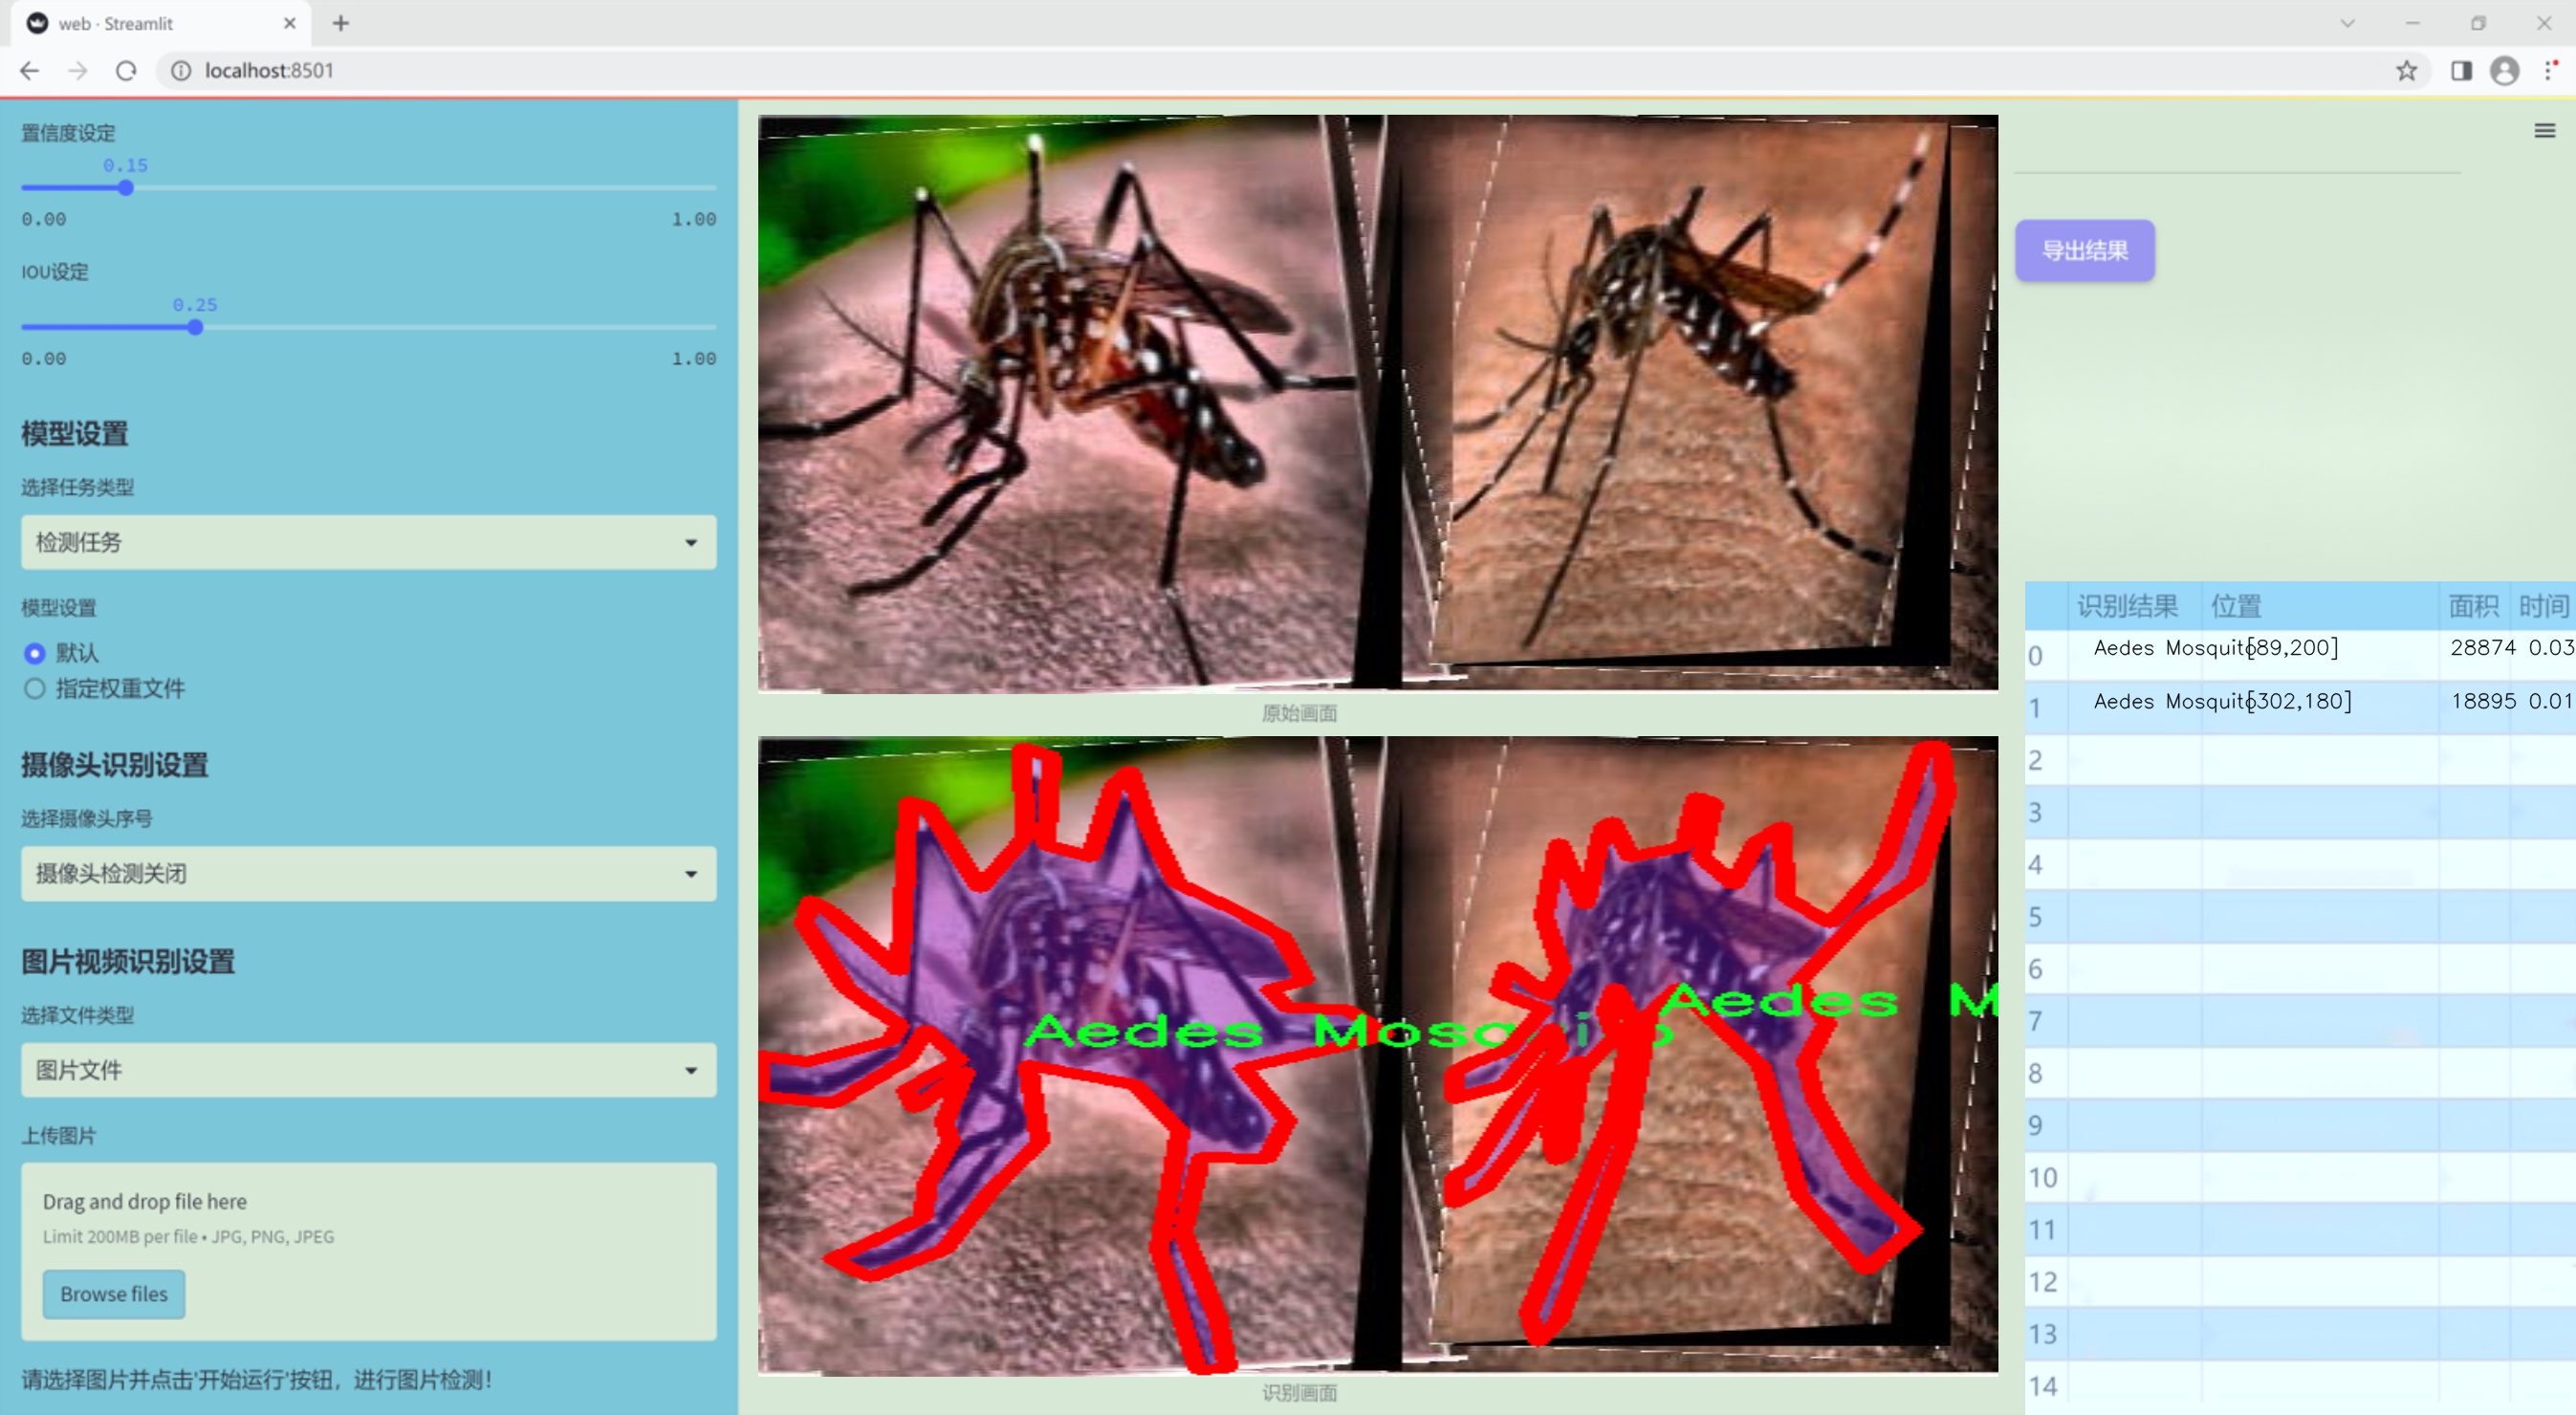 web · Streamlit
localhost:8501
置信度设定
0.15
0.00 1.00
IOU设定
0.25
0.00 1.00
模型设置
选择任务类型
检测任务
模型设置
默认
指定权重文件
摄像头识别设置
选择摄像头序号
摄像头检测关闭
图片视频识别设置
选择文件类型
图片文件
上传图片
Drag and drop file here
Limit 200MB per file • JPG, PNG, JPEG
Browse files
请选择图片并点击'开始运行'按钮，进行图片检测!
原始画面
Aedes Mosquito
Aedes M
识别画面
导出结果
识别结果 位置 面积 时间
0 Aedes Mosquito [89,200] 28874 0.03
1 Aedes Mosquito [302,180] 18895 0.01
2
3
4
5
6
7
8
9
10
11
12
13
14